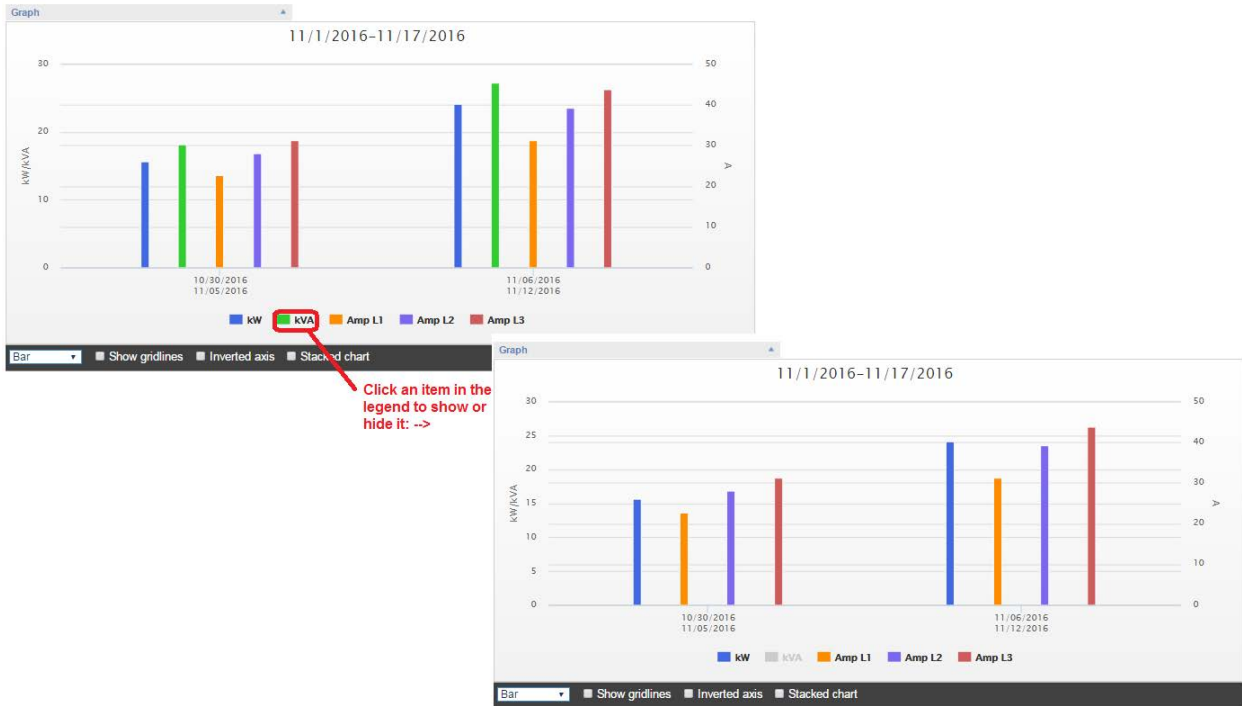 Graph
11/1/2016-11/17/2016
30 50
40
20
30
kW/kVA A
20
10
10
0 0
10/30/2016 11/06/2016
11/05/2016 11/12/2016
kW kVA Amp L1 Amp L2 Amp L3
Bar Show gridlines Inverted axis Stacked chart
Click an item in the
legend to show or
hide it: -->
Graph
11/1/2016-11/17/2016
30 50
25
40
20
30
kW/kVA A
15
20
10
10
5
0 0
10/30/2016 11/06/2016
11/05/2016 11/12/2016
kW kVA Amp L1 Amp L2 Amp L3
Bar Show gridlines Inverted axis Stacked chart